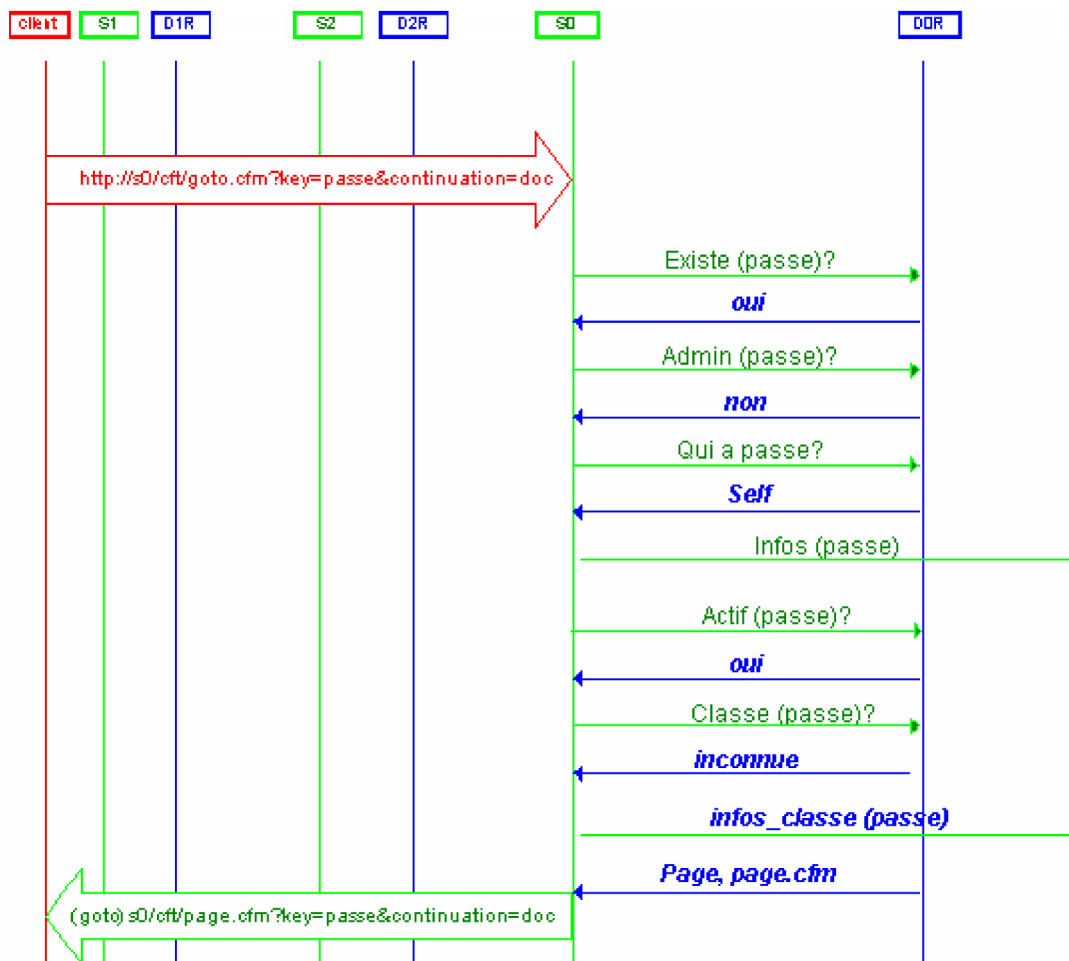 client S1 D1R S2 D2R S0 D0R
http://s0/cft/goto.cfm?key=passe&continuation=doc
Existe (passe)?
oui
Admin (passe)?
non
Qui a passe?
Self
Infos (passe)
Actif (passe)?
oui
Classe (passe)?
inconnue
infos_classe (passe)
Page, page.cfm
(goto) s0/cft/page.cfm?key=passe&continuation=doc